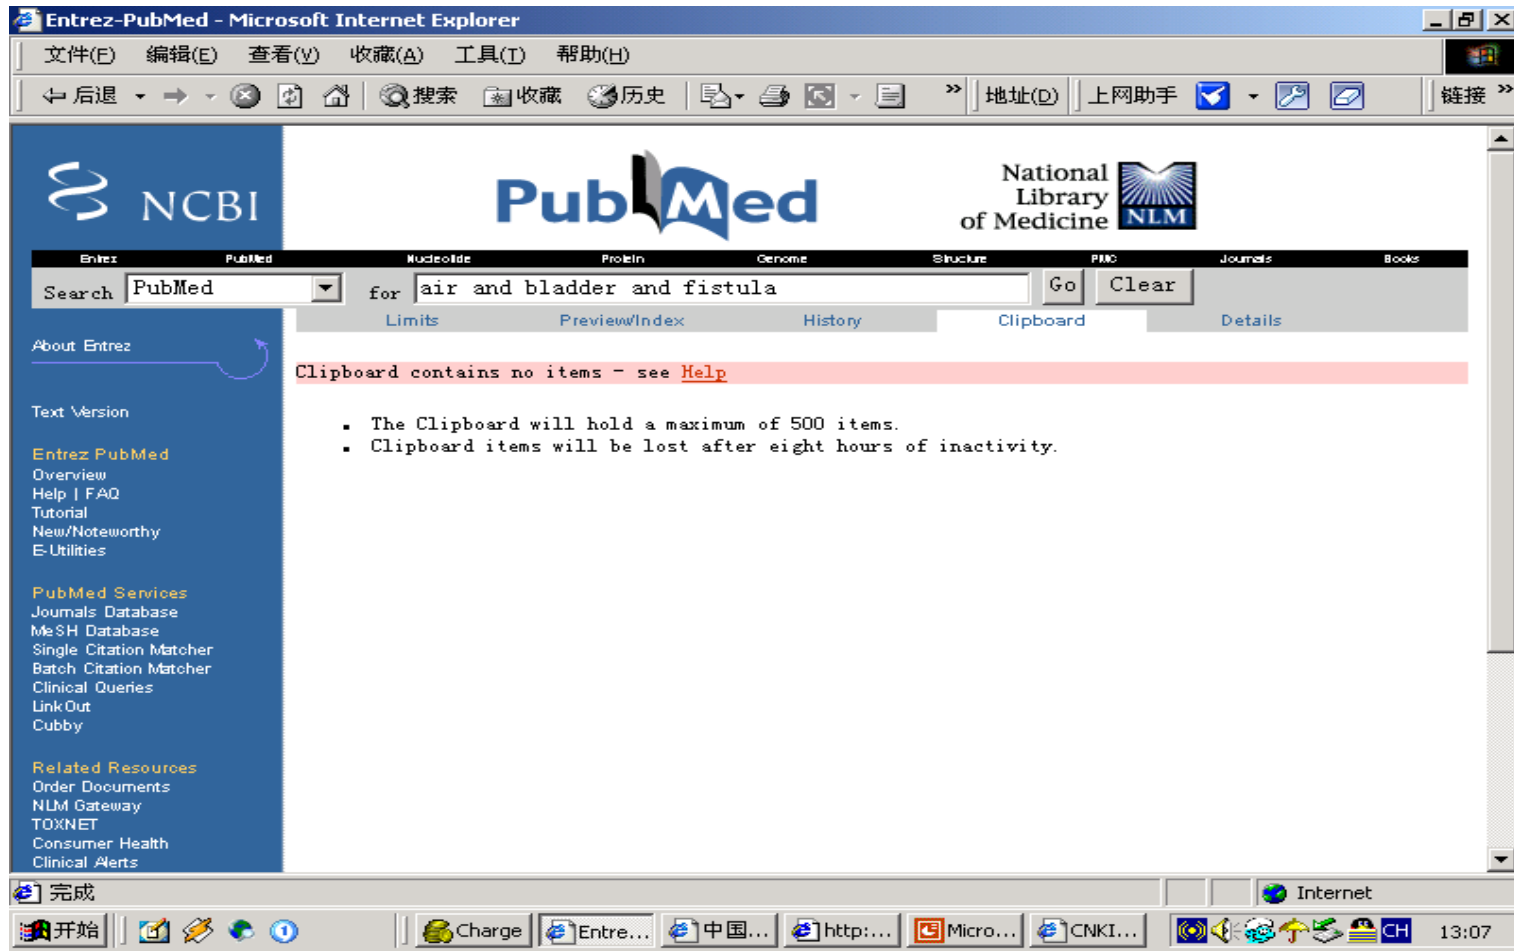 Entrez-PubMed - Microsoft Internet Explorer
文件(F) 编辑(E) 查看(V) 收藏(A) 工具(T) 帮助(H)
后退 搜索 收藏 历史 » 地址(D) 上网助手 链接 »
NCBI PubMed National Library of Medicine NLM
Entrez PubMed Nucleotide Protein Genome Structure PMC Journals Books
Search PubMed for air and bladder and fistula Go Clear
Limits Preview/Index History Clipboard Details
About Entrez
Clipboard contains no items - see Help
Text Version
▪ The Clipboard will hold a maximum of 500 items.
▪ Clipboard items will be lost after eight hours of inactivity.
Entrez PubMed
Overview
Help | FAQ
Tutorial
New/Noteworthy
E-Utilities
PubMed Services
Journals Database
MeSH Database
Single Citation Matcher
Batch Citation Matcher
Clinical Queries
LinkOut
Cubby
Related Resources
Order Documents
NLM Gateway
TOXNET
Consumer Health
Clinical Alerts
完成 Internet
开始 Charge Entre... 中国... http:... Micro... CNKI... CH 13:07